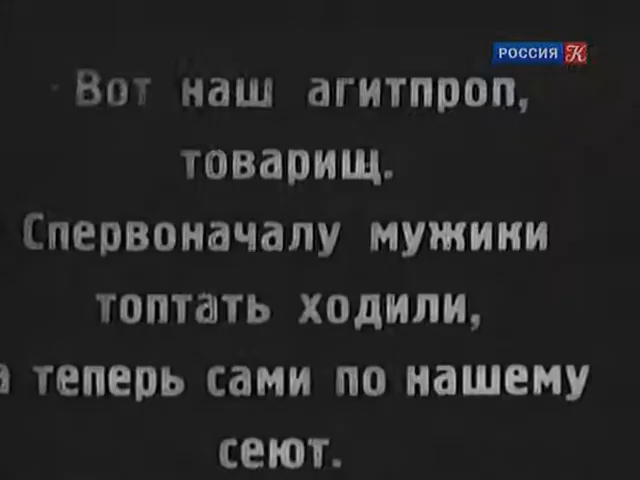 РОССИЯ К
Вот наш агитпроп,
товарищ.
Спервоначалу мужики
топтать ходили,
а теперь сами по нашему
сеют.